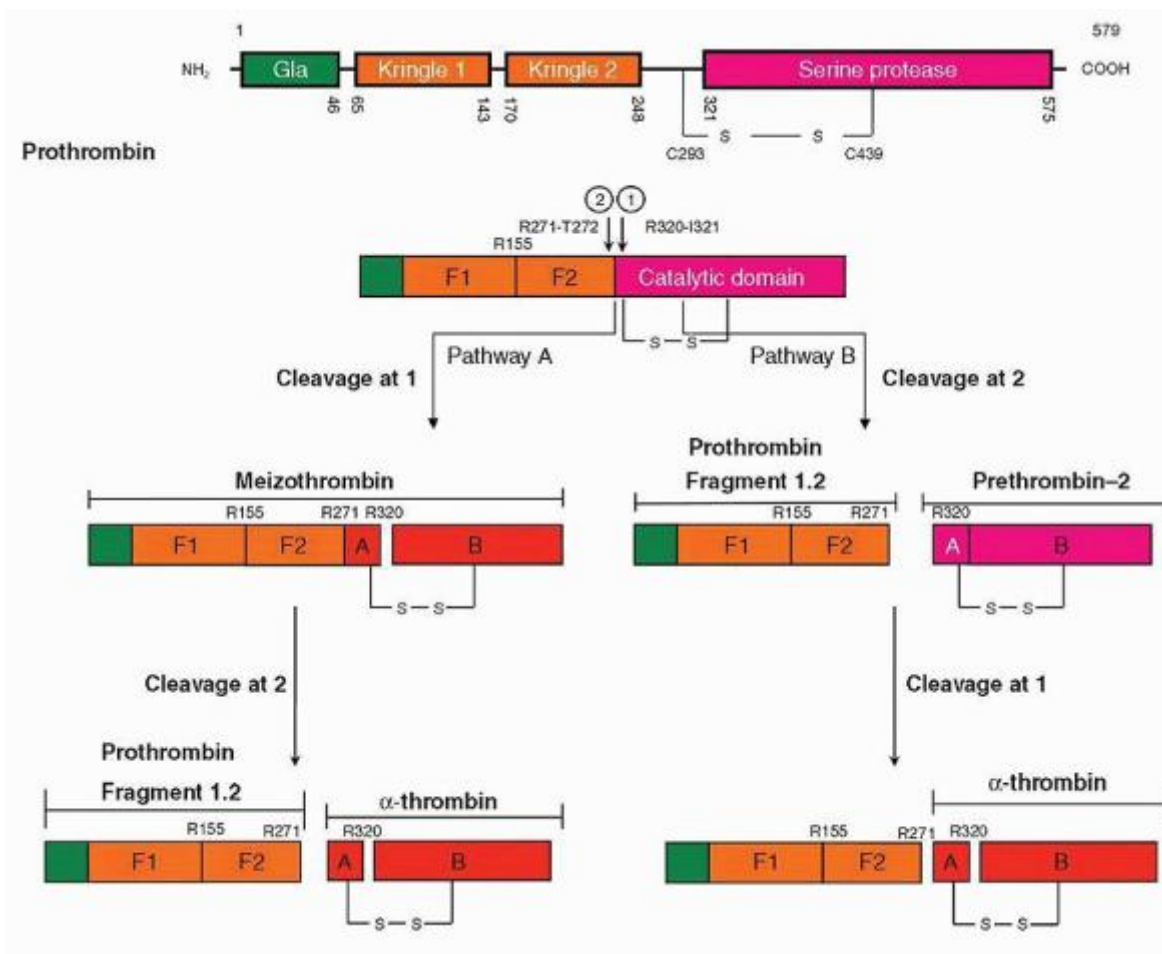 1 579
NH₂ Gla Kringle 1 Kringle 2 Serine protease COOH
46 65 143 170 248 321 575
S S
C293 C439
Prothrombin
2 1
R271-T272 R320-I321
R155
F1 F2 Catalytic domain
S S
Pathway A Pathway B
Cleavage at 1 Cleavage at 2
Prothrombin
Meizothrombin Fragment 1.2 Prethrombin–2
R155 R271 R320 R155 R271 R320
F1 F2 A B F1 F2 A B
S S S S
Cleavage at 2 Cleavage at 1
Prothrombin
Fragment 1.2 α-thrombin α-thrombin
R155 R271 R320 R155 R271 R320
F1 F2 A B F1 F2 A B
S S S S